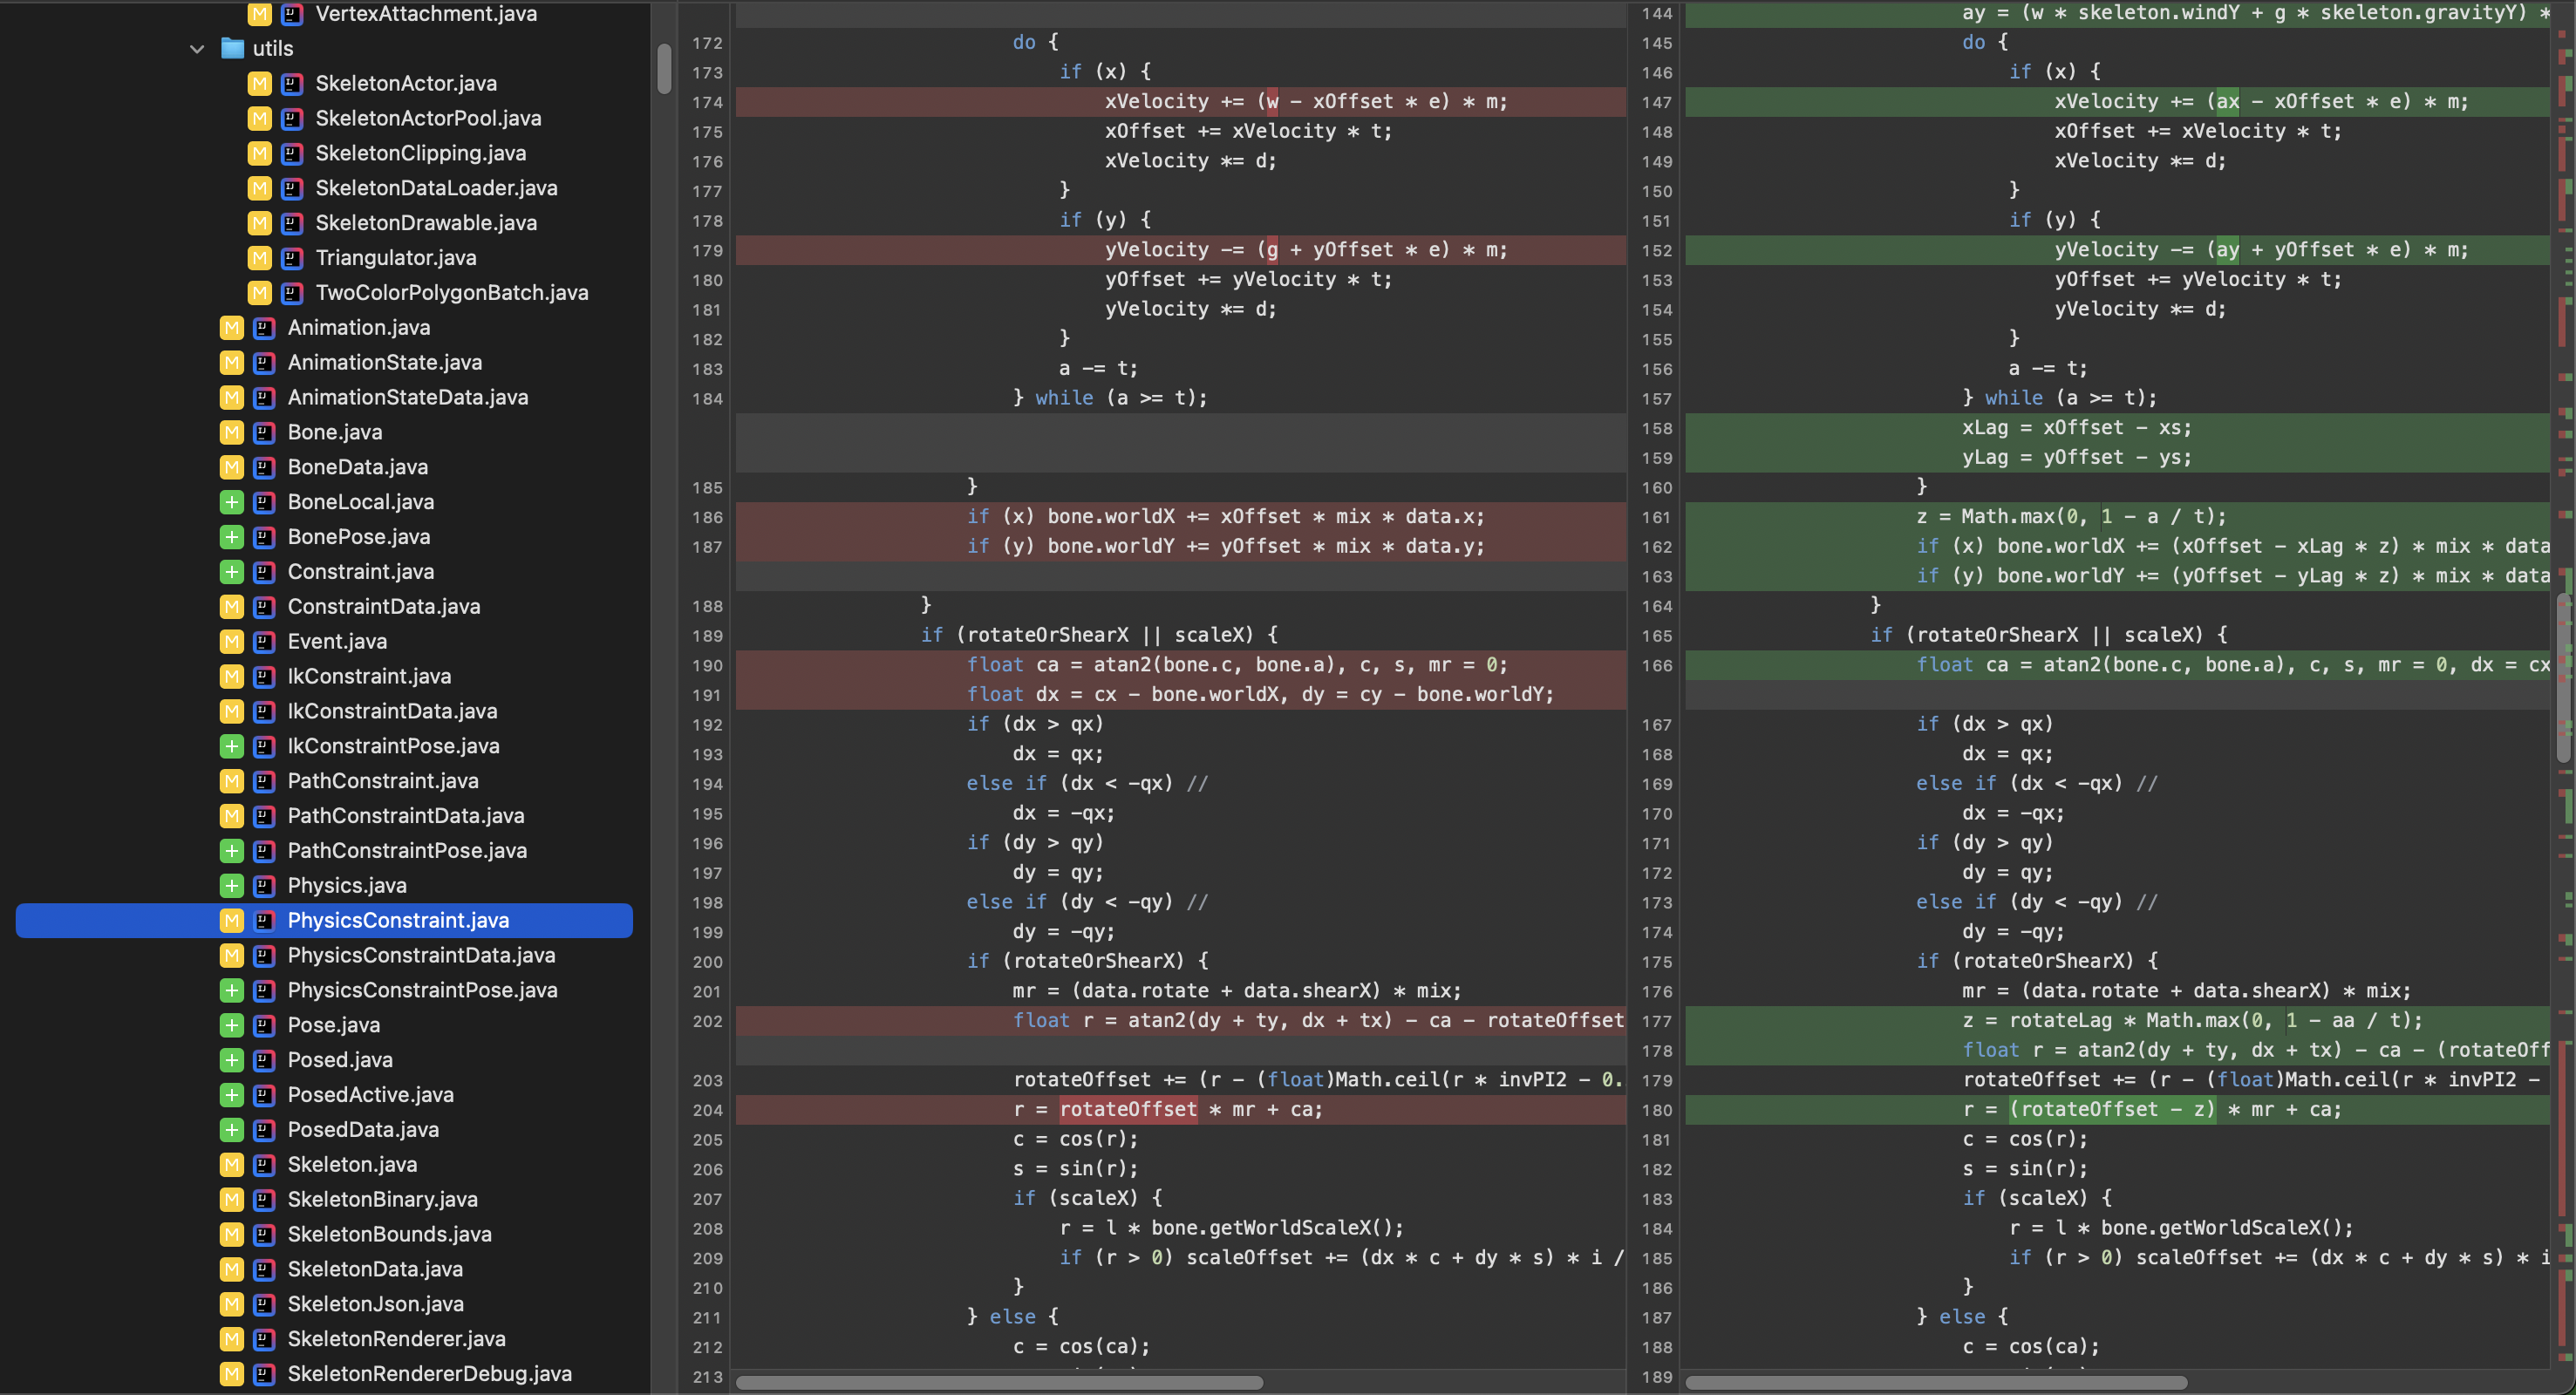 VertexAttachment.java
utils
SkeletonActor.java
SkeletonActorPool.java
SkeletonClipping.java
SkeletonDataLoader.java
SkeletonDrawable.java
Triangulator.java
TwoColorPolygonBatch.java
M Animation.java
M AnimationState.java
M AnimationStateData.java
M Bone.java
M BoneData.java
+ BoneLocal.java
+ BonePose.java
+ Constraint.java
M ConstraintData.java
M Event.java
M IkConstraint.java
M IkConstraintData.java
+ IkConstraintPose.java
M PathConstraint.java
M PathConstraintData.java
+ PathConstraintPose.java
+ Physics.java
M PhysicsConstraint.java
M PhysicsConstraintData.java
+ PhysicsConstraintPose.java
+ Pose.java
+ Posed.java
+ PosedActive.java
+ PosedData.java
M Skeleton.java
M SkeletonBinary.java
M SkeletonBounds.java
M SkeletonData.java
M SkeletonJson.java
M SkeletonRenderer.java
M SkeletonRendererDebug.java
172 do {
173 if (x) {
174 xVelocity += (w - xOffset * e) * m;
175 xOffset += xVelocity * t;
176 xVelocity *= d;
177 }
178 if (y) {
179 yVelocity -= (g + yOffset * e) * m;
180 yOffset += yVelocity * t;
181 yVelocity *= d;
182 }
183 a -= t;
184 } while (a >= t);
185 }
186 if (x) bone.worldX += xOffset * mix * data.x;
187 if (y) bone.worldY += yOffset * mix * data.y;
188 }
189 if (rotateOrShearX || scaleX) {
190 float ca = atan2(bone.c, bone.a), c, s, mr = 0;
191 float dx = cx - bone.worldX, dy = cy - bone.worldY;
192 if (dx > qx)
193 dx = qx;
194 else if (dx < -qx) //
195 dx = -qx;
196 if (dy > qy)
197 dy = qy;
198 else if (dy < -qy) //
199 dy = -qy;
200 if (rotateOrShearX) {
201 mr = (data.rotate + data.shearX) * mix;
202 float r = atan2(dy + ty, dx + tx) - ca - rotateOffset
203 rotateOffset += (r - (float)Math.ceil(r * invPI2 - 0.
204 r = rotateOffset * mr + ca;
205 c = cos(r);
206 s = sin(r);
207 if (scaleX) {
208 r = l * bone.getWorldScaleX();
209 if (r > 0) scaleOffset += (dx * c + dy * s) * i /
210 }
211 } else {
212 c = cos(ca);
213
144 ay = (w * skeleton.windY + g * skeleton.gravityY) *
145 do {
146 if (x) {
147 xVelocity += (ax - xOffset * e) * m;
148 xOffset += xVelocity * t;
149 xVelocity *= d;
150 }
151 if (y) {
152 yVelocity -= (ay + yOffset * e) * m;
153 yOffset += yVelocity * t;
154 yVelocity *= d;
155 }
156 a -= t;
157 } while (a >= t);
158 xLag = xOffset - xs;
159 yLag = yOffset - ys;
160 }
161 z = Math.max(0, 1 - a / t);
162 if (x) bone.worldX += (xOffset - xLag * z) * mix * data
163 if (y) bone.worldY += (yOffset - yLag * z) * mix * data
164 }
165 if (rotateOrShearX || scaleX) {
166 float ca = atan2(bone.c, bone.a), c, s, mr = 0, dx = cx
167 if (dx > qx)
168 dx = qx;
169 else if (dx < -qx) //
170 dx = -qx;
171 if (dy > qy)
172 dy = qy;
173 else if (dy < -qy) //
174 dy = -qy;
175 if (rotateOrShearX) {
176 mr = (data.rotate + data.shearX) * mix;
177 z = rotateLag * Math.max(0, 1 - aa / t);
178 float r = atan2(dy + ty, dx + tx) - ca - (rotateOff
179 rotateOffset += (r - (float)Math.ceil(r * invPI2 -
180 r = (rotateOffset - z) * mr + ca;
181 c = cos(r);
182 s = sin(r);
183 if (scaleX) {
184 r = l * bone.getWorldScaleX();
185 if (r > 0) scaleOffset += (dx * c + dy * s) * i
186 }
187 } else {
188 c = cos(ca);
189